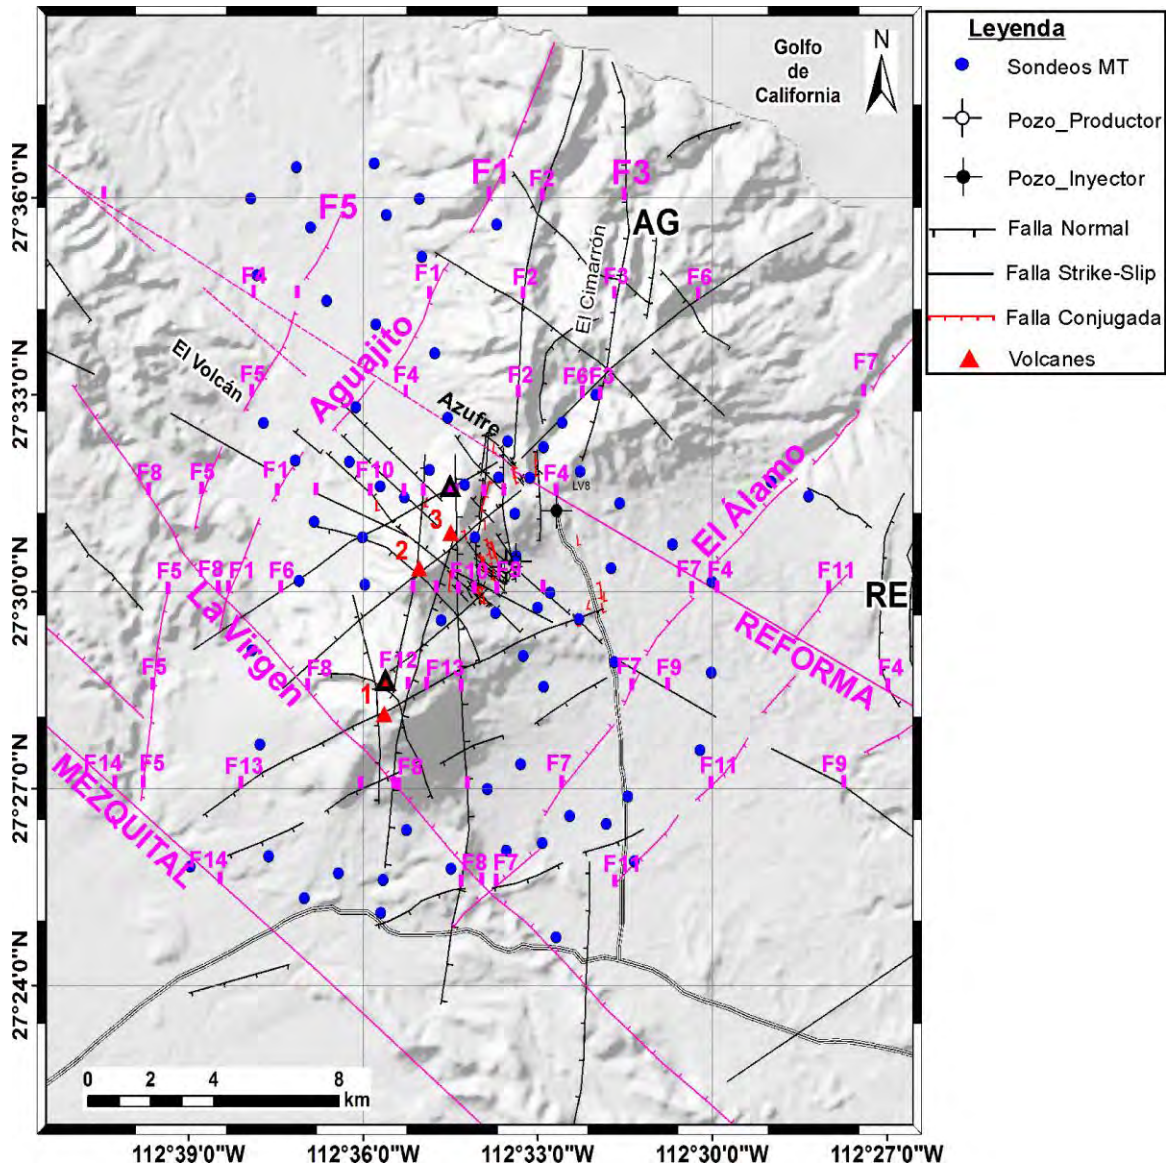 Golfo
de
California
N
Leyenda
Sondeos MT
Pozo_Productor
Pozo_Inyector
Falla Normal
Falla Strike-Slip
Falla Conjugada
Volcanes
27°36'0"N
27°33'0"N
27°30'0"N
27°27'0"N
27°24'0"N
F1
F2
F3
F5
AG
El Cimarrón
F4
F1
F2
F3
F6
Aguajito
El Volcán
F5
F4
F2
F6
F3
F7
Azufre
F8
F5
F1
F10
F4
LV8
El Álamo
3
2
F5
F8
F1
F6
F10
F9
F7
F4
F11
RE
La Virgen
REFORMA
F5
F8
F12
F13
F7
F9
F4
1
MEZQUITAL
F14
F5
F13
F8
F7
F11
F9
F14
F8
F7
F11
0 2 4 8
km
112°39'0"W 112°36'0"W 112°33'0"W 112°30'0"W 112°27'0"W